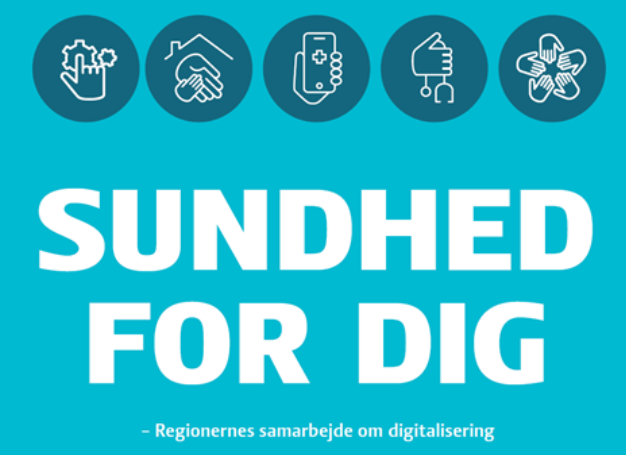 SUNDHED
FOR DIG
– Regionernes samarbejde om digitalisering